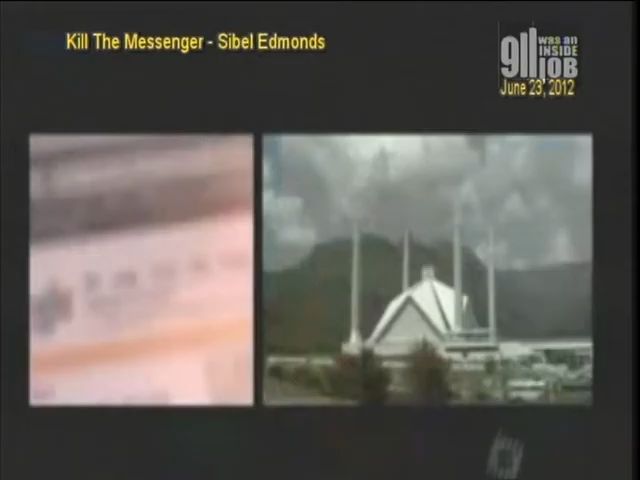 Kill The Messenger - Sibel Edmonds
911 was an
INSIDE
JOB
June 23, 2012